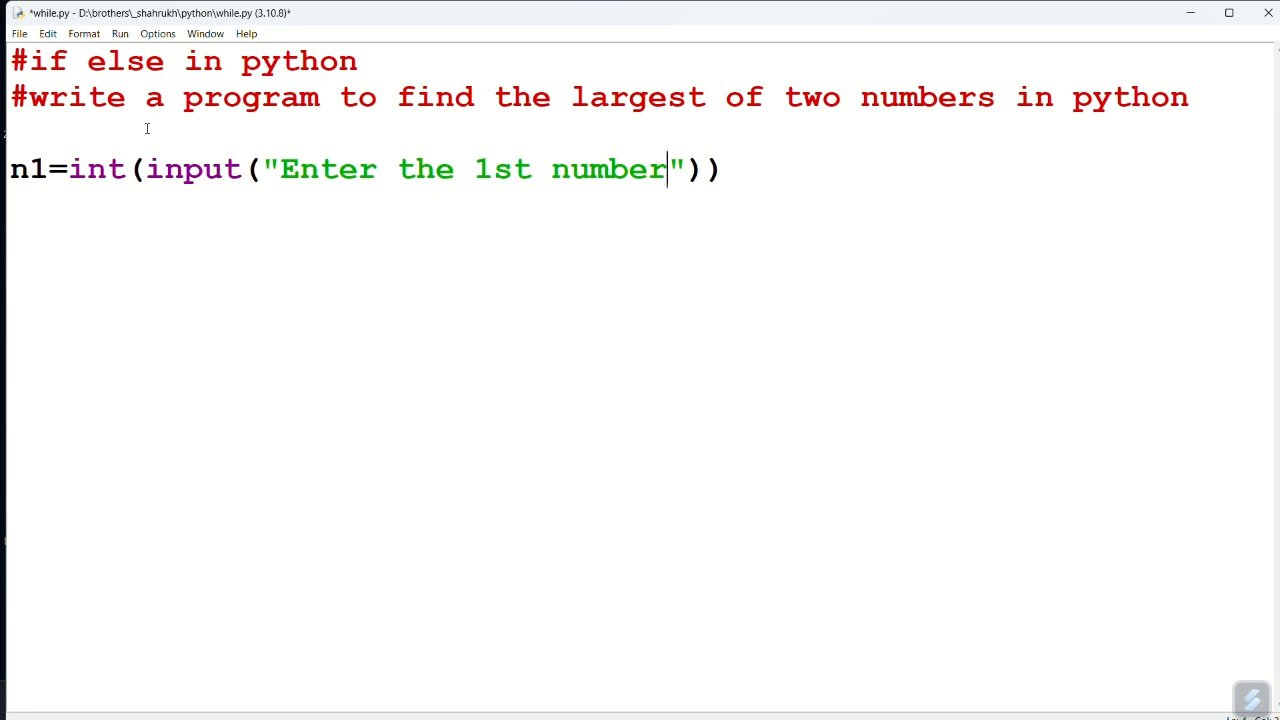 *while.py - D:\brothers\_shahrukh\python\while.py (3.10.8)*
File Edit Format Run Options Window Help
#if else in python
#write a program to find the largest of two numbers in python
n1=int(input("Enter the 1st number"))